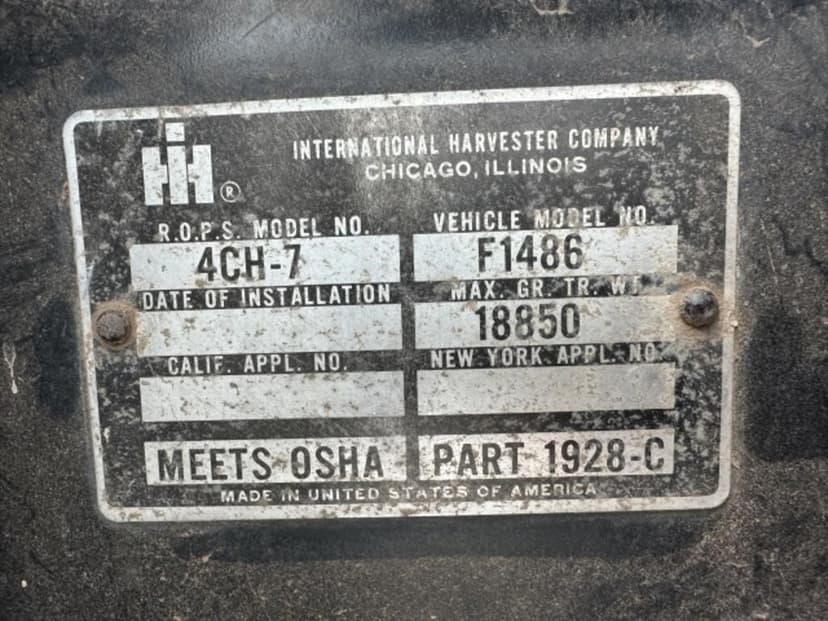 IH ®
INTERNATIONAL HARVESTER COMPANY
CHICAGO, ILLINOIS
R.O.P.S. MODEL NO. VEHICLE MODEL NO.
4CH-7 F1486
DATE OF INSTALLATION MAX. GR. TR. WT
18850
CALIF. APPL. NO. NEW YORK APPL. NO.
MEETS OSHA PART 1928-C
MADE IN UNITED STATES OF AMERICA